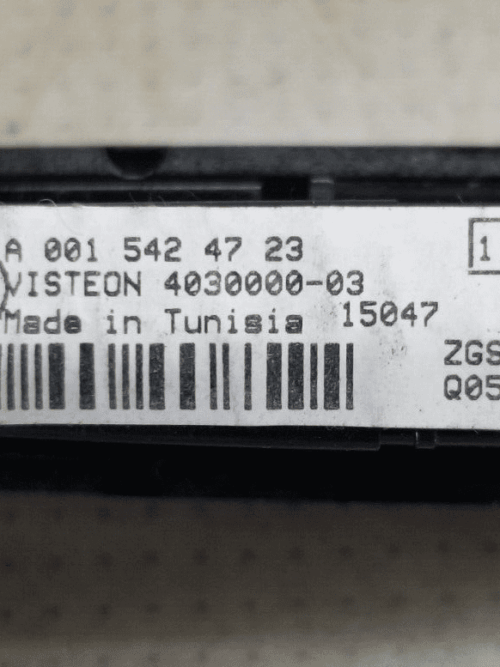 A 001 542 47 23
1
VISTEON 4030000-03
Made in Tunisia 15047
ZGS
Q05